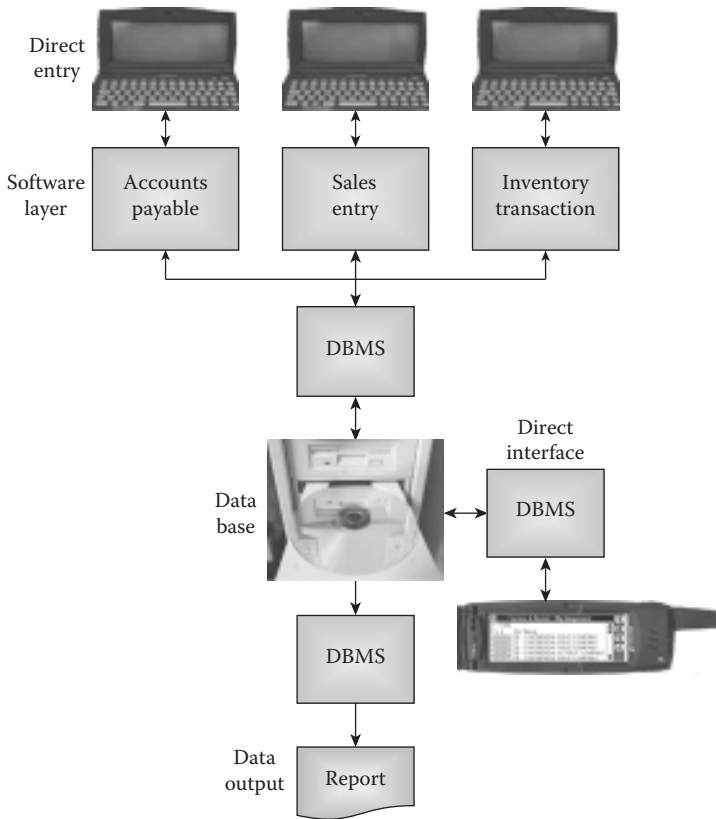 Direct
entry
Software
layer
Accounts
payable
Sales
entry
Inventory
transaction
DBMS
Direct
interface
Data
base
DBMS
DBMS
Data
output
Report